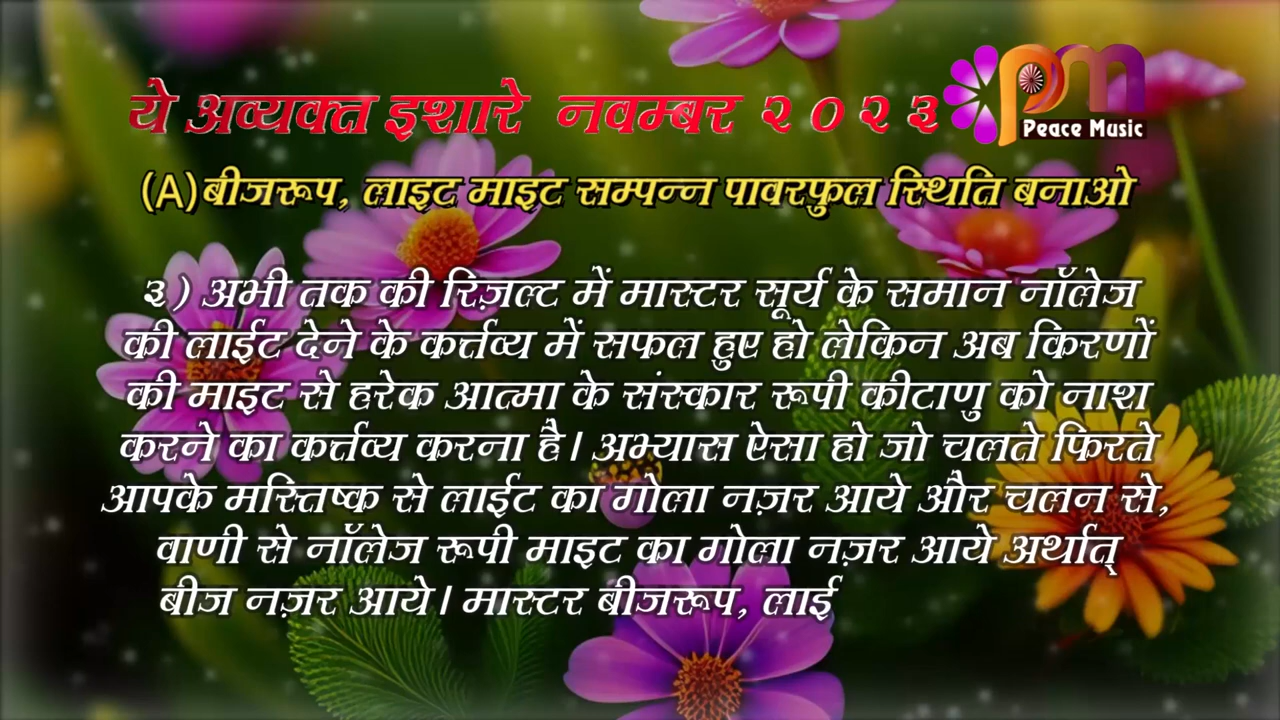 ये अव्यक्त इशारे नवम्बर २०२३
pm
Peace Music
(A) बीजरूप, लाइट माइट सम्पन्न पावरफुल स्थिति बनाओ
३) अभी तक की रिज़ल्ट में मास्टर सूर्य के समान नॉलेज
की लाईट देने के कर्त्तव्य में सफल हुए हो लेकिन अब किरणों
की माइट से हरेक आत्मा के संस्कार रूपी कीटाणु को नाश
करने का कर्त्तव्य करना है। अभ्यास ऐसा हो जो चलते फिरते
आपके मस्तिष्क से लाईट का गोला नज़र आये और चलन से,
वाणी से नॉलेज रूपी माइट का गोला नज़र आये अर्थात्
बीज नज़र आये। मास्टर बीजरूप, लाई